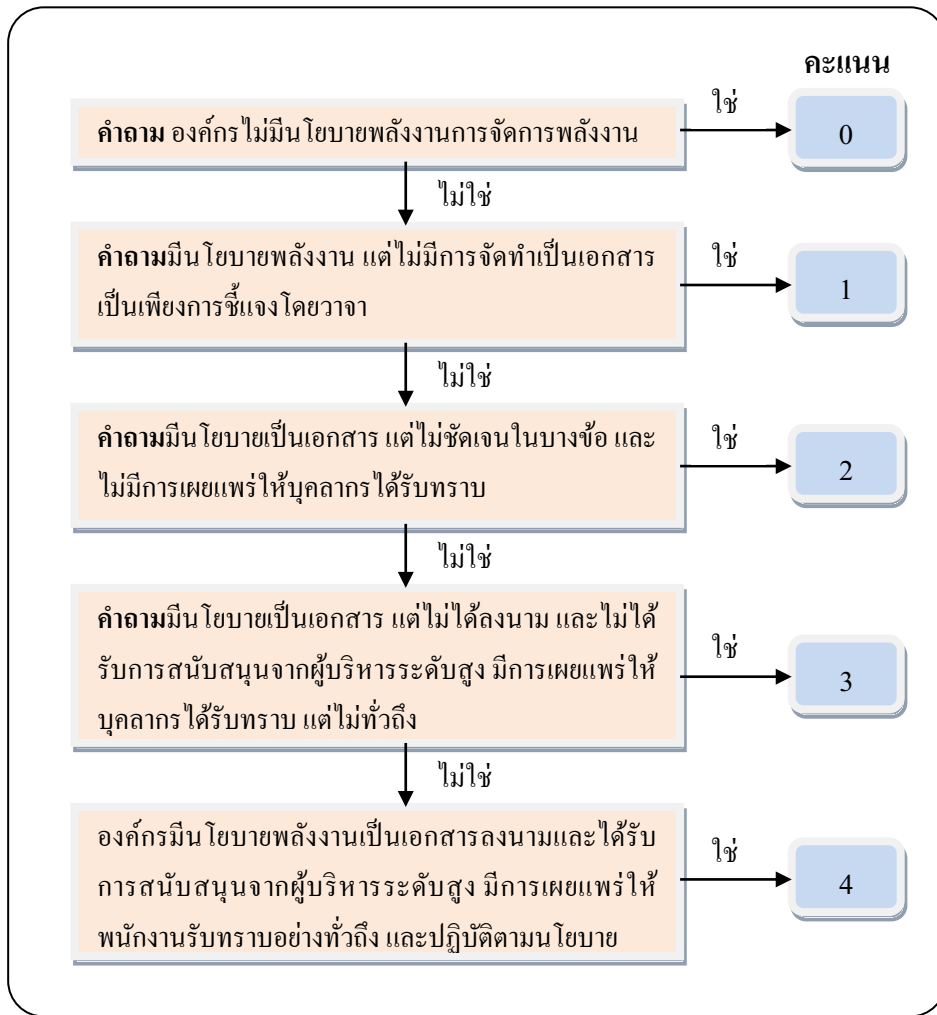 คะแนน
คำถาม องค์กรไม่มีนโยบายพลังงานการจัดการพลังงาน
ใช่
0
ไม่ใช่
คำถามมีนโยบายพลังงาน แต่ไม่มีการจัดทำเป็นเอกสาร
เป็นเพียงการชี้แจงโดยวาจา
ใช่
1
ไม่ใช่
คำถามมีนโยบายเป็นเอกสาร แต่ไม่ชัดเจนในบางข้อ และ
ไม่มีการเผยแพร่ให้บุคลากรได้รับทราบ
ใช่
2
ไม่ใช่
คำถามมีนโยบายเป็นเอกสาร แต่ไม่ได้ลงนาม และไม่ได้
รับการสนับสนุนจากผู้บริหารระดับสูง มีการเผยแพร่ให้
บุคลากรได้รับทราบ แต่ไม่ทั่วถึง
ใช่
3
ไม่ใช่
องค์กรมีนโยบายพลังงานเป็นเอกสารลงนามและได้รับ
การสนับสนุนจากผู้บริหารระดับสูง มีการเผยแพร่ให้
พนักงานรับทราบอย่างทั่วถึง และปฏิบัติตามนโยบาย
ใช่
4